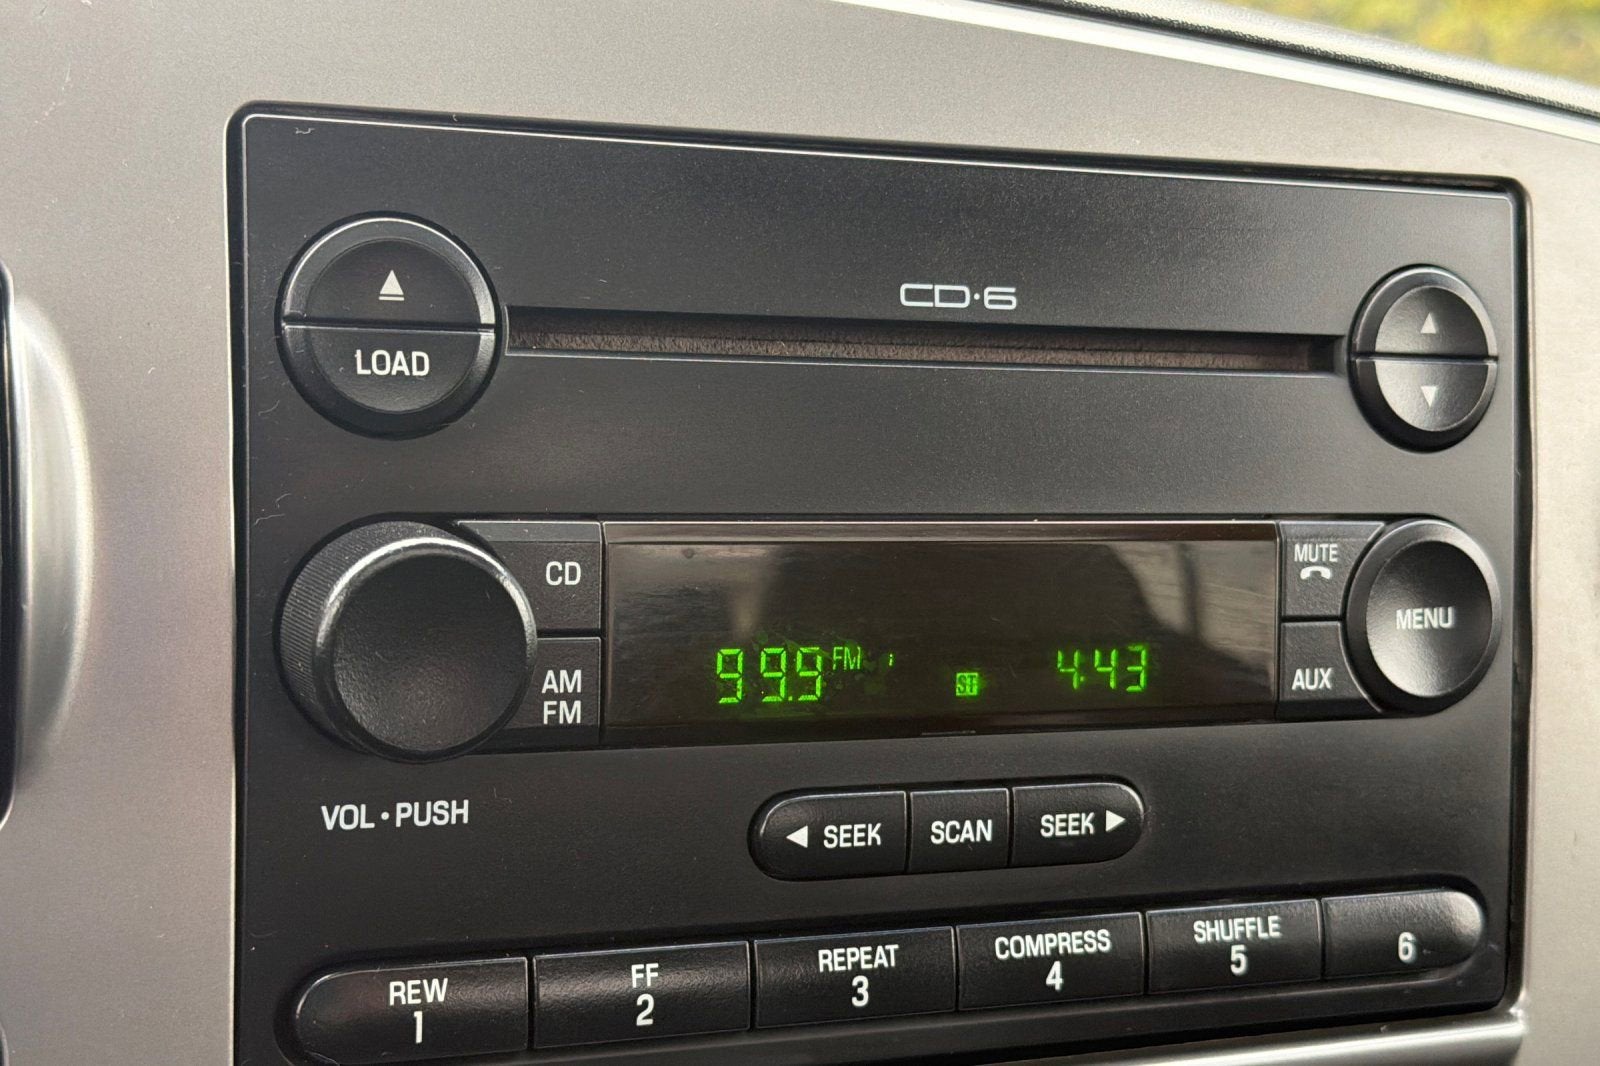 CD·6
LOAD
CD
MUTE
MENU
99.9 FM 1
ST
4:43
AM
FM
AUX
VOL • PUSH
SEEK
SCAN
SEEK
REW
1
FF
2
REPEAT
3
COMPRESS
4
SHUFFLE
5
6